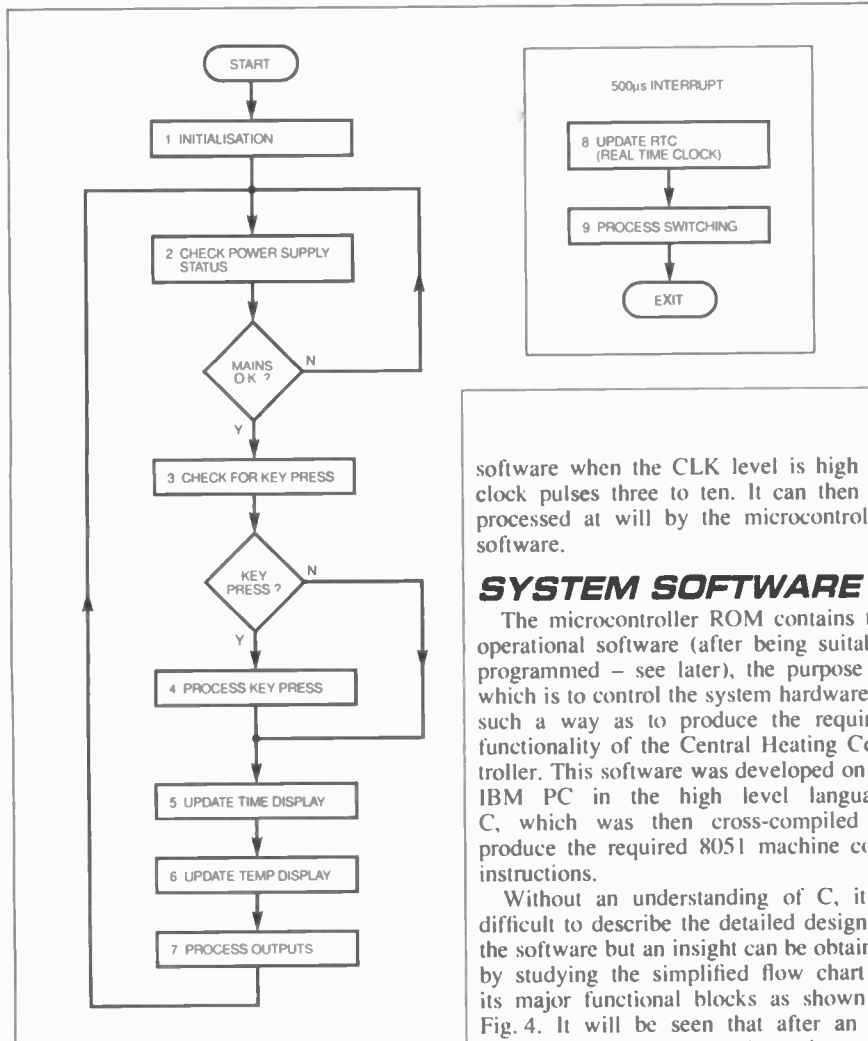 START
1 INITIALISATION
2 CHECK POWER SUPPLY
STATUS
MAINS
OK ?
N
Y
3 CHECK FOR KEY PRESS
KEY
PRESS ?
N
Y
4 PROCESS KEY PRESS
5 UPDATE TIME DISPLAY
6 UPDATE TEMP DISPLAY
7 PROCESS OUTPUTS
500µs INTERRUPT
8 UPDATE RTC
(REAL TIME CLOCK)
9 PROCESS SWITCHING
EXIT
software when the CLK level is high
clock pulses three to ten. It can then
processed at will by the microcontrol
software.
SYSTEM SOFTWARE
The microcontroller ROM contains t
operational software (after being suital
programmed – see later), the purpose
which is to control the system hardware
such a way as to produce the requir
functionality of the Central Heating Co
troller. This software was developed on
IBM PC in the high level langua
C, which was then cross-compiled
produce the required 8051 machine co
instructions.
Without an understanding of C, it
difficult to describe the detailed design
the software but an insight can be obtain
by studying the simplified flow chart
its major functional blocks as shown
Fig. 4. It will be seen that after an